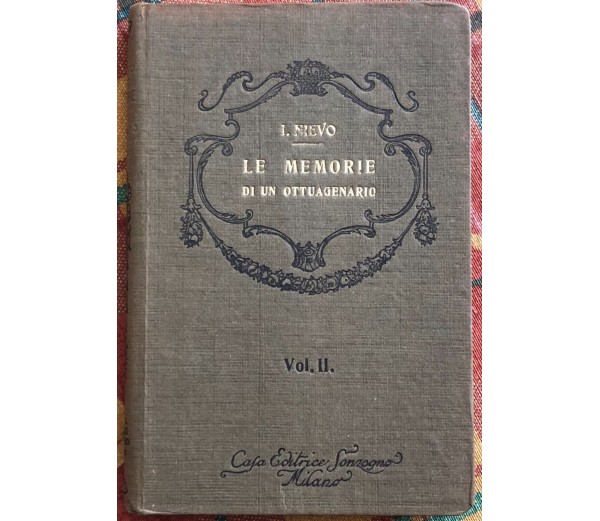 I. NIEVO
LE MEMORIE
DI UN OTTUAGENARIO
Vol. II.
Casa Editrice Sonzogno
Milano